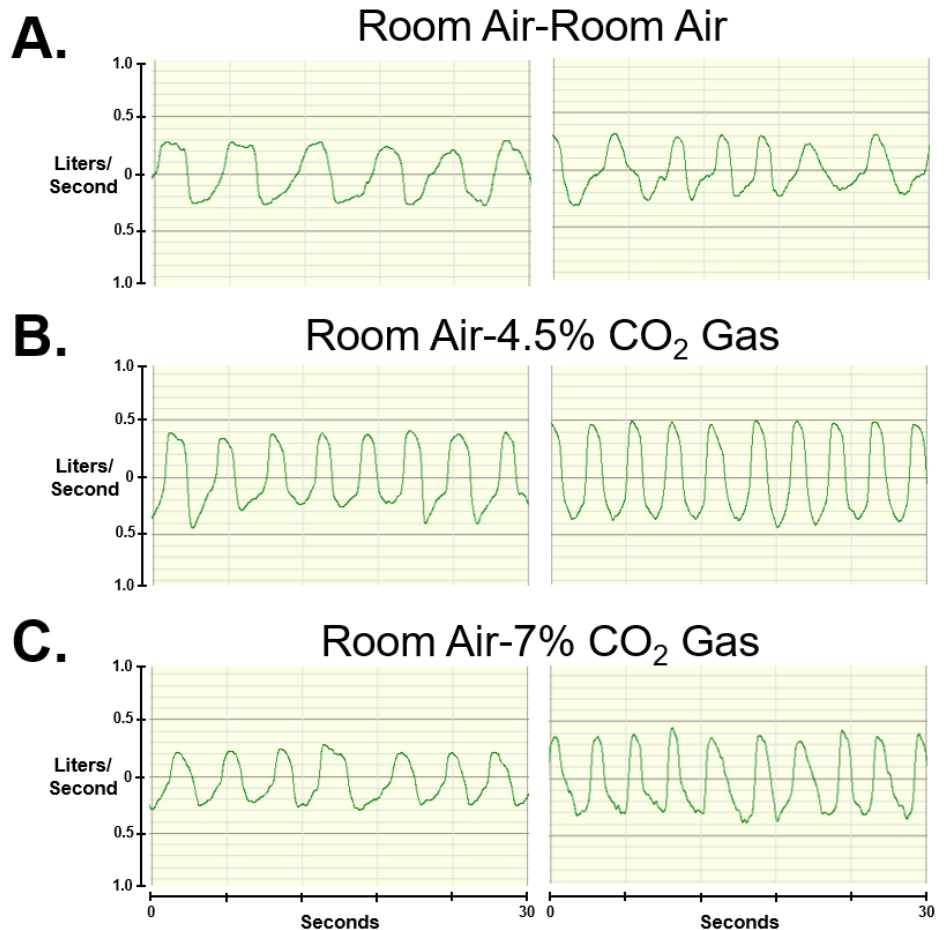 A.
Room Air-Room Air
1.0
0.5
Liters/
Second
0
0.5
1.0
B.
Room Air-4.5% CO₂ Gas
1.0
0.5
Liters/
Second
0
0.5
1.0
C.
Room Air-7% CO₂ Gas
1.0
0.5
Liters/
Second
0
0.5
1.0
0 Seconds 30 0 Seconds 30